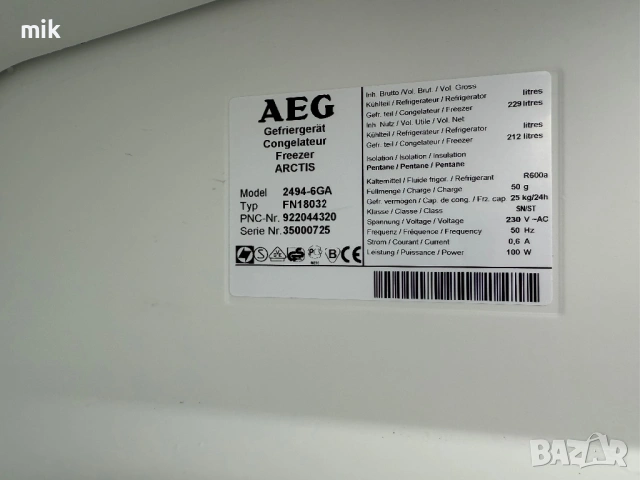 mik
AEG
Gefriergerät
Congelateur
Freezer
ARCTIS
Model 2494-6GA
Typ FN18032
PNC-Nr. 922044320
Serie Nr. 35000725
Inh. Brutto /Vol. Brut. / Vol. Gross litres
Kühlteil / Refrigerateur / Refrigerator
Gefr. teil / Congelateur / Freezer 229 litres
Inh. Nutz / Vol. Utile / Vol. Net litres
Kühlteil / Refrigerateur / Refrigerator
Gefr. teil / Congelateur / Freezer 212 litres
Isolation / Isolation / Insulation
Pentane / Pentane / Pentane
Kaltemittel / Fluide frigor. / Refrigerant R600a
Fullmenge / Charge / Charge 50 g
Gefr. vermogen / Cap. de cong. / Frz. cap 25 kg/24h
Klasse / Classe / Class SN/ST
Spannung / Voltage / Voltage 230 V ~AC
Frequenz / Fréquence / Frequency 50 Hz
Strom / Courant / Current 0,6 A
Leistung / Puissance / Power 100 W
BAZAR